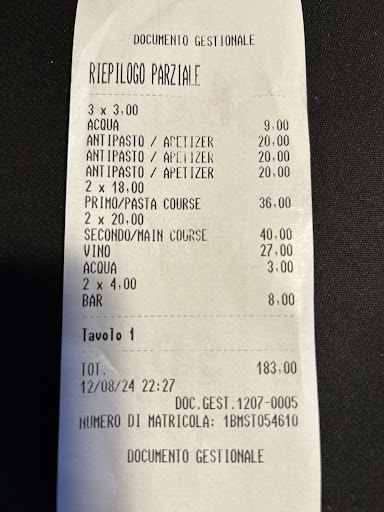 DOCUMENTO GESTIONALE
RIEPILOGO PARZIALE
3 x 3,00
ACQUA 9,00
ANTIPASTO / APETIZER 20,00
ANTIPASTO / APETIZER 20,00
ANTIPASTO / APETIZER 20,00
2 x 18,00
PRIMO/PASTA COURSE 36,00
2 x 20,00
SECONDO/MAIN COURSE 40,00
VINO 27,00
ACQUA 3,00
2 x 4,00
BAR 8,00
Tavolo 1
TOT. 183,00
12/08/24 22:27
DOC.GEST.1207-0005
NUMERO DI MATRICOLA: 1BMST054610
DOCUMENTO GESTIONALE